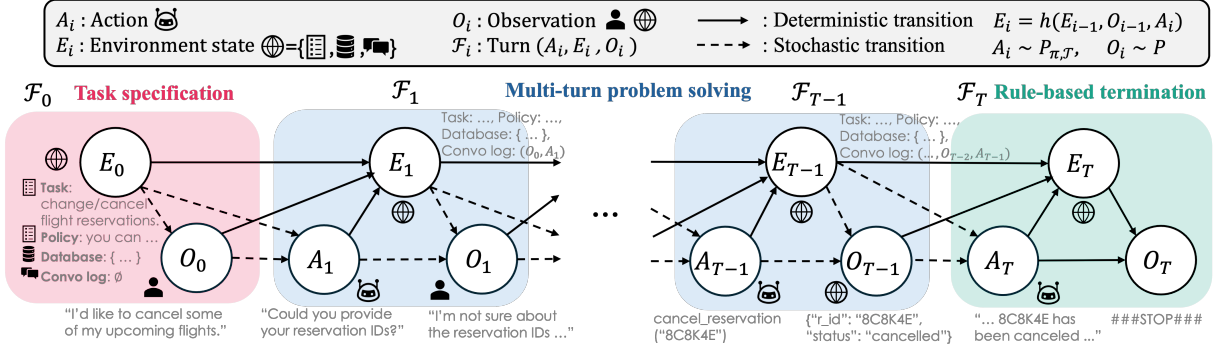 A_i : Action
E_i : Environment state ={ , , }
O_i : Observation
F_i : Turn (A_i, E_i , O_i )
: Deterministic transition
: Stochastic transition
E_i = h(E_{i−1}, O_{i−1}, A_i)
A_i ~ P_{π,T}, O_i ~ P
F_0 Task specification
F_1 Multi-turn problem solving F_{T−1}
F_T Rule-based termination
E_0
Task:
change/cancel
flight reservations.
Policy: you can …
Database: { … }
Convo log: ∅
O_0
"I'd like to cancel some
of my upcoming flights."
E_1
Task: …, Policy: …,
Database: { … },
Convo log: (O_0, A_1)
A_1
O_1
"Could you provide
your reservation IDs?"
"I'm not sure about
the reservation IDs …"
…
E_{T−1}
Task: …, Policy: …,
Database: { … },
Convo log: (…, O_{T−2}, A_{T−1})
A_{T−1}
O_{T−1}
cancel_reservation
("8C8K4E")
{"r_id": "8C8K4E",
"status": "cancelled"}
E_T
A_T
O_T
"… 8C8K4E has
been canceled ..."
###STOP###